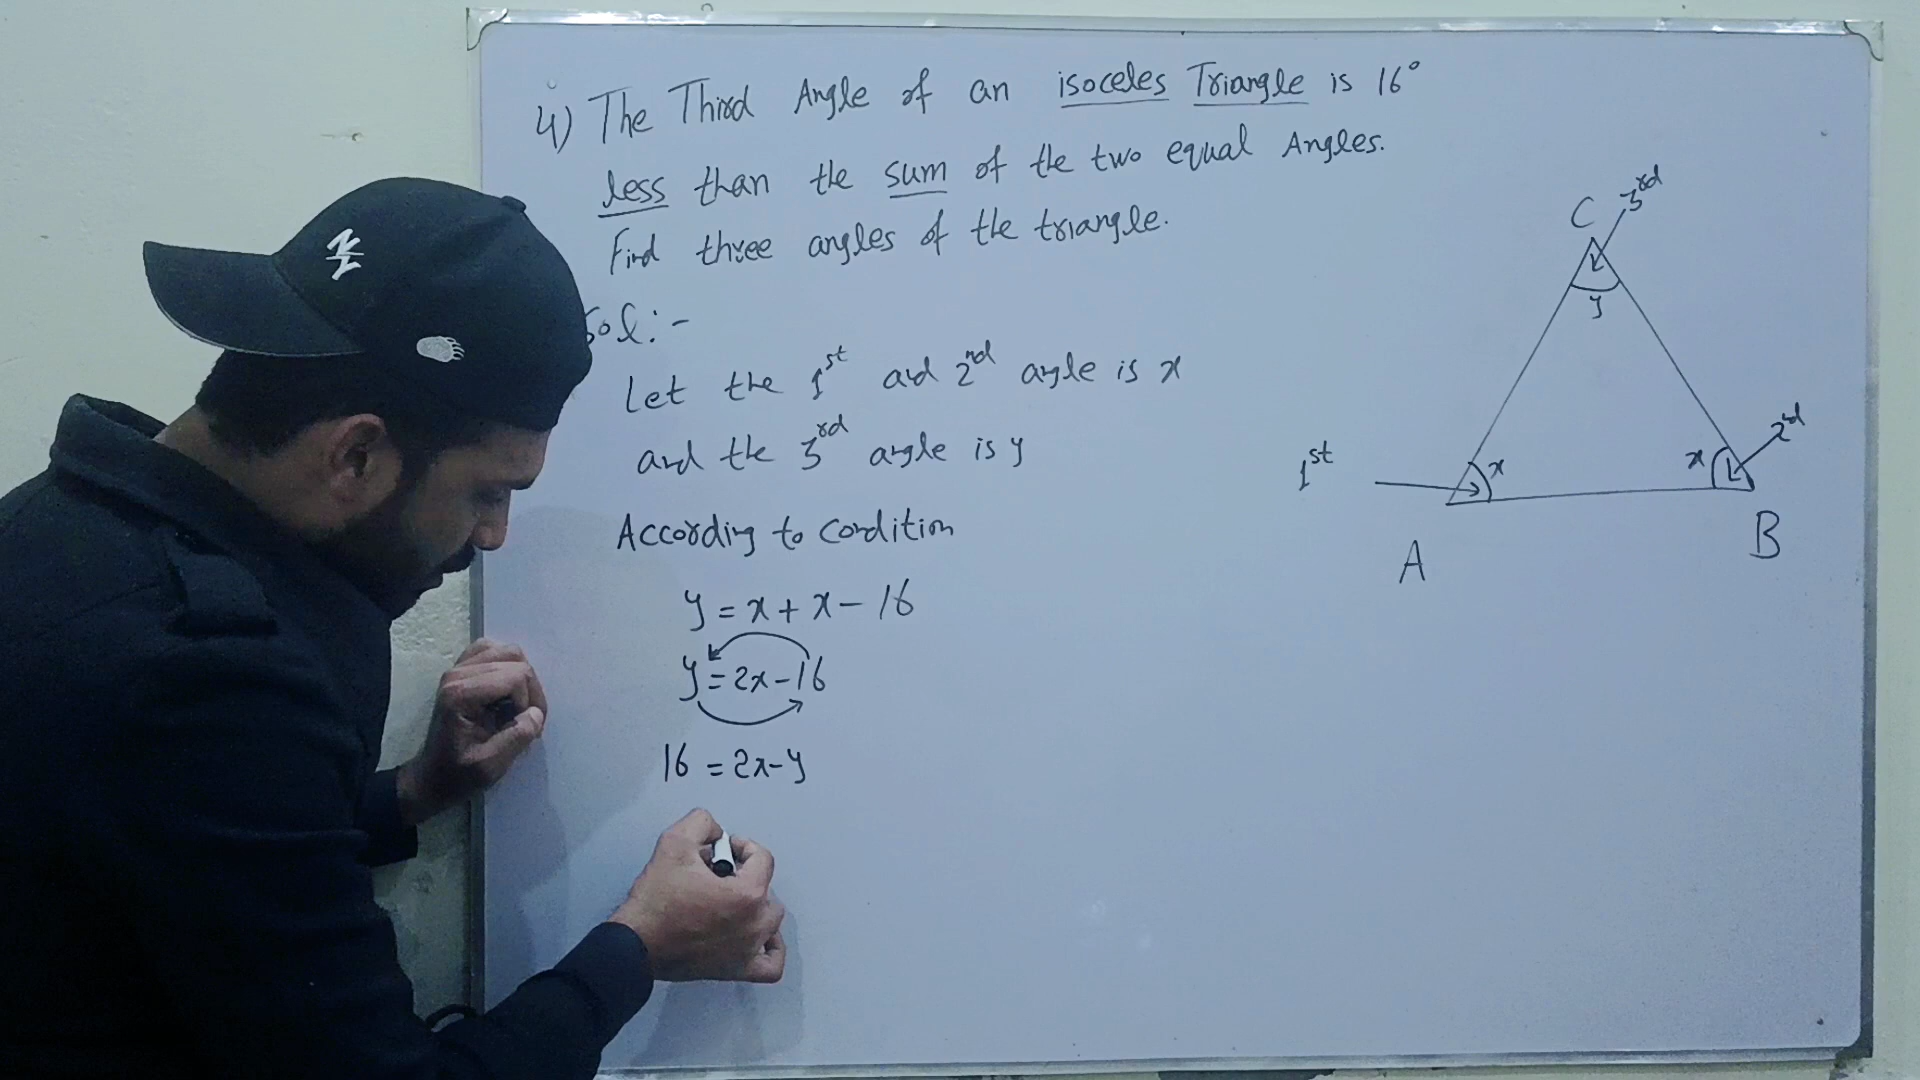 4) The Third Angle of an isoceles Triangle is 16°
less than the sum of the two equal Angles.
Find three angles of the triangle.
Sol:-
Let the 1st and 2nd angle is x
and the 3rd angle is y
According to condition
y = x + x - 16
y = 2x - 16
16 = 2x - y
C 3rd
y
1st x
x 2nd
A
B